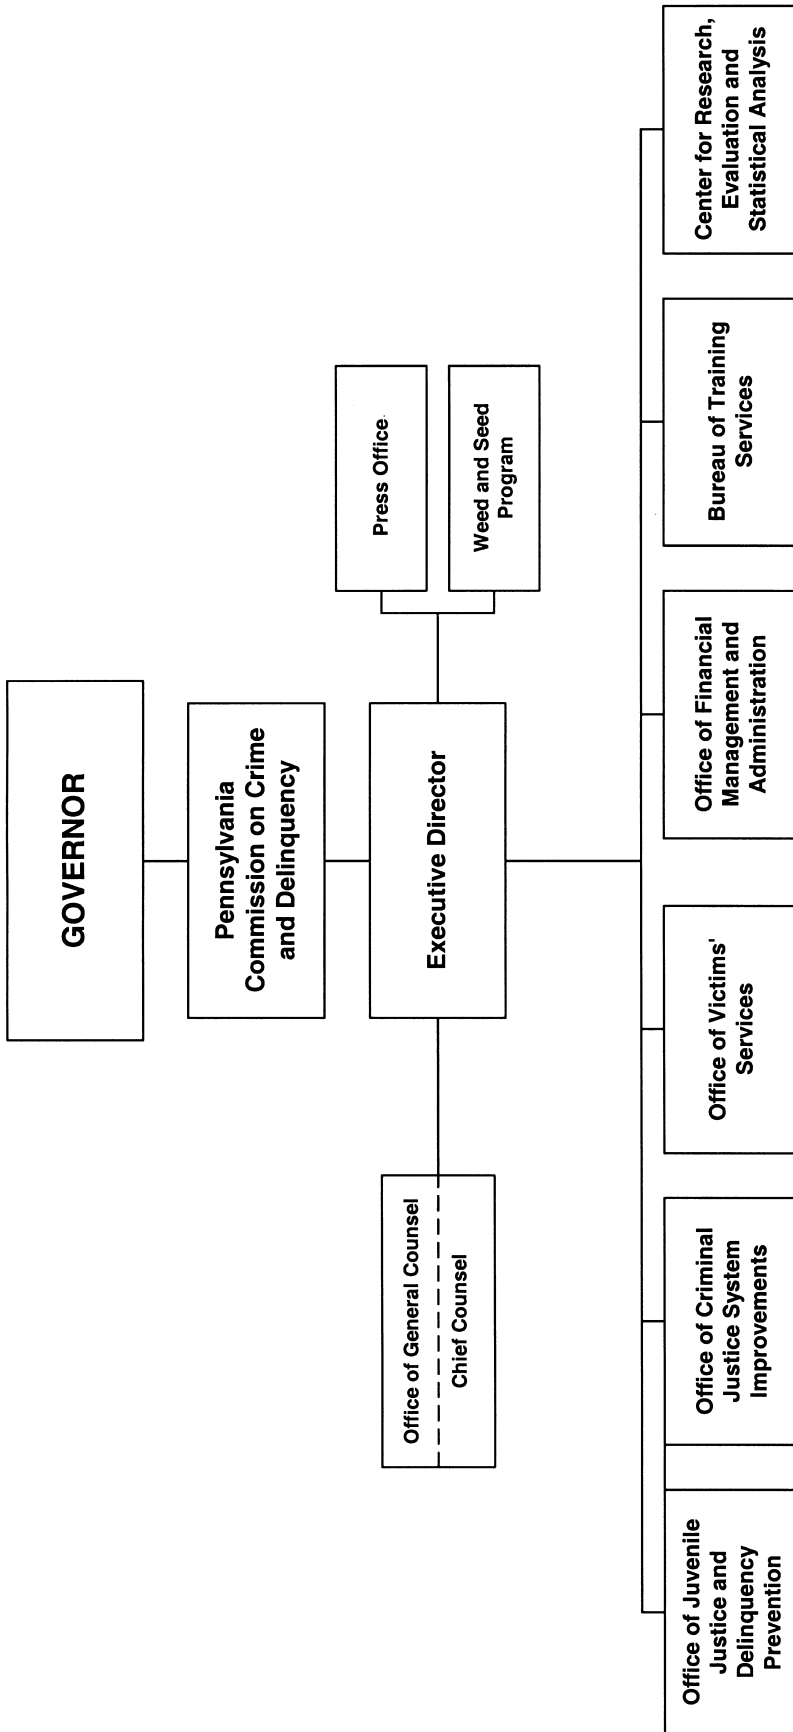 GOVERNOR
Pennsylvania
Commission on Crime
and Delinquency
Executive Director
Office of General Counsel
Chief Counsel
Press Office
Weed and Seed
Program
Office of Juvenile
Justice and
Delinquency
Prevention
Office of Criminal
Justice System
Improvements
Office of Victims'
Services
Office of Financial
Management and
Administration
Bureau of Training
Services
Center for Research,
Evaluation and
Statistical Analysis